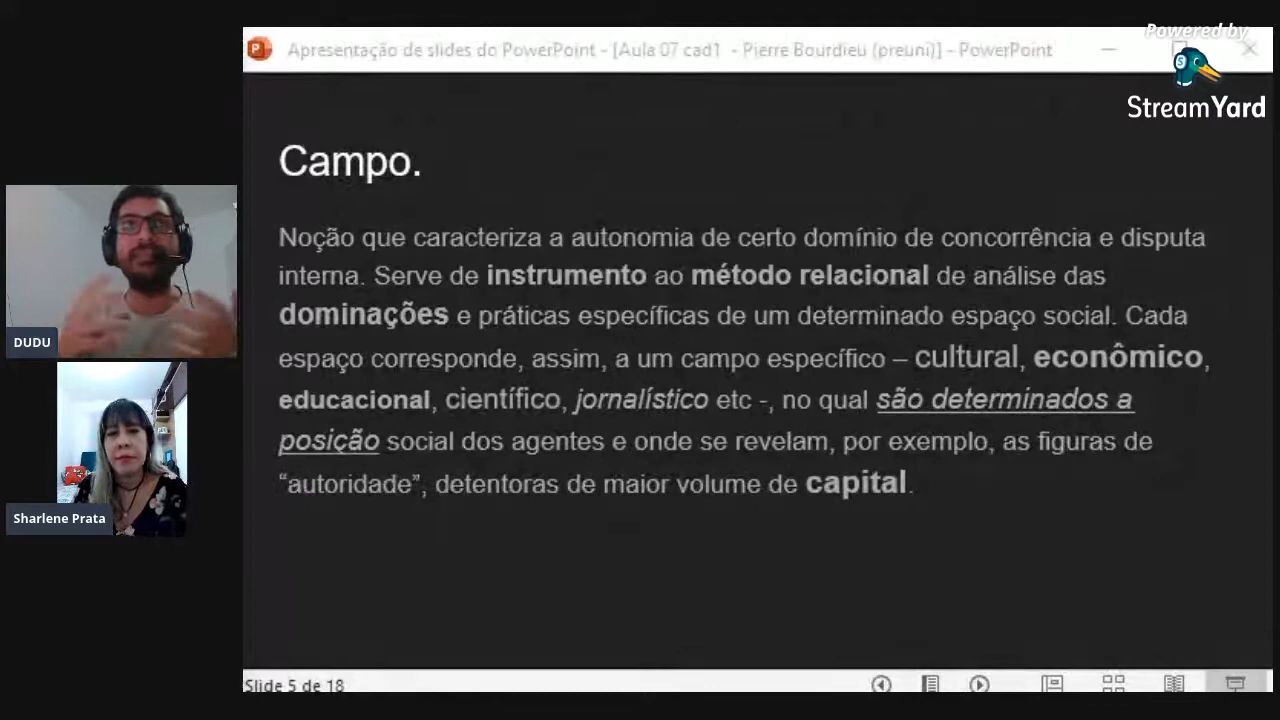 Powered by
StreamYard
Apresentação de slides do PowerPoint - [Aula 07 cad1 - Pierre Bourdieu (preuni)] - PowerPoint
Campo.
Noção que caracteriza a autonomia de certo domínio de concorrência e disputa
interna. Serve de instrumento ao método relacional de análise das
dominações e práticas específicas de um determinado espaço social. Cada
espaço corresponde, assim, a um campo específico – cultural, econômico,
educacional, científico, jornalístico etc -, no qual são determinados a
posição social dos agentes e onde se revelam, por exemplo, as figuras de
“autoridade”, detentoras de maior volume de capital.
DUDU
Sharlene Prata
Slide 5 de 18